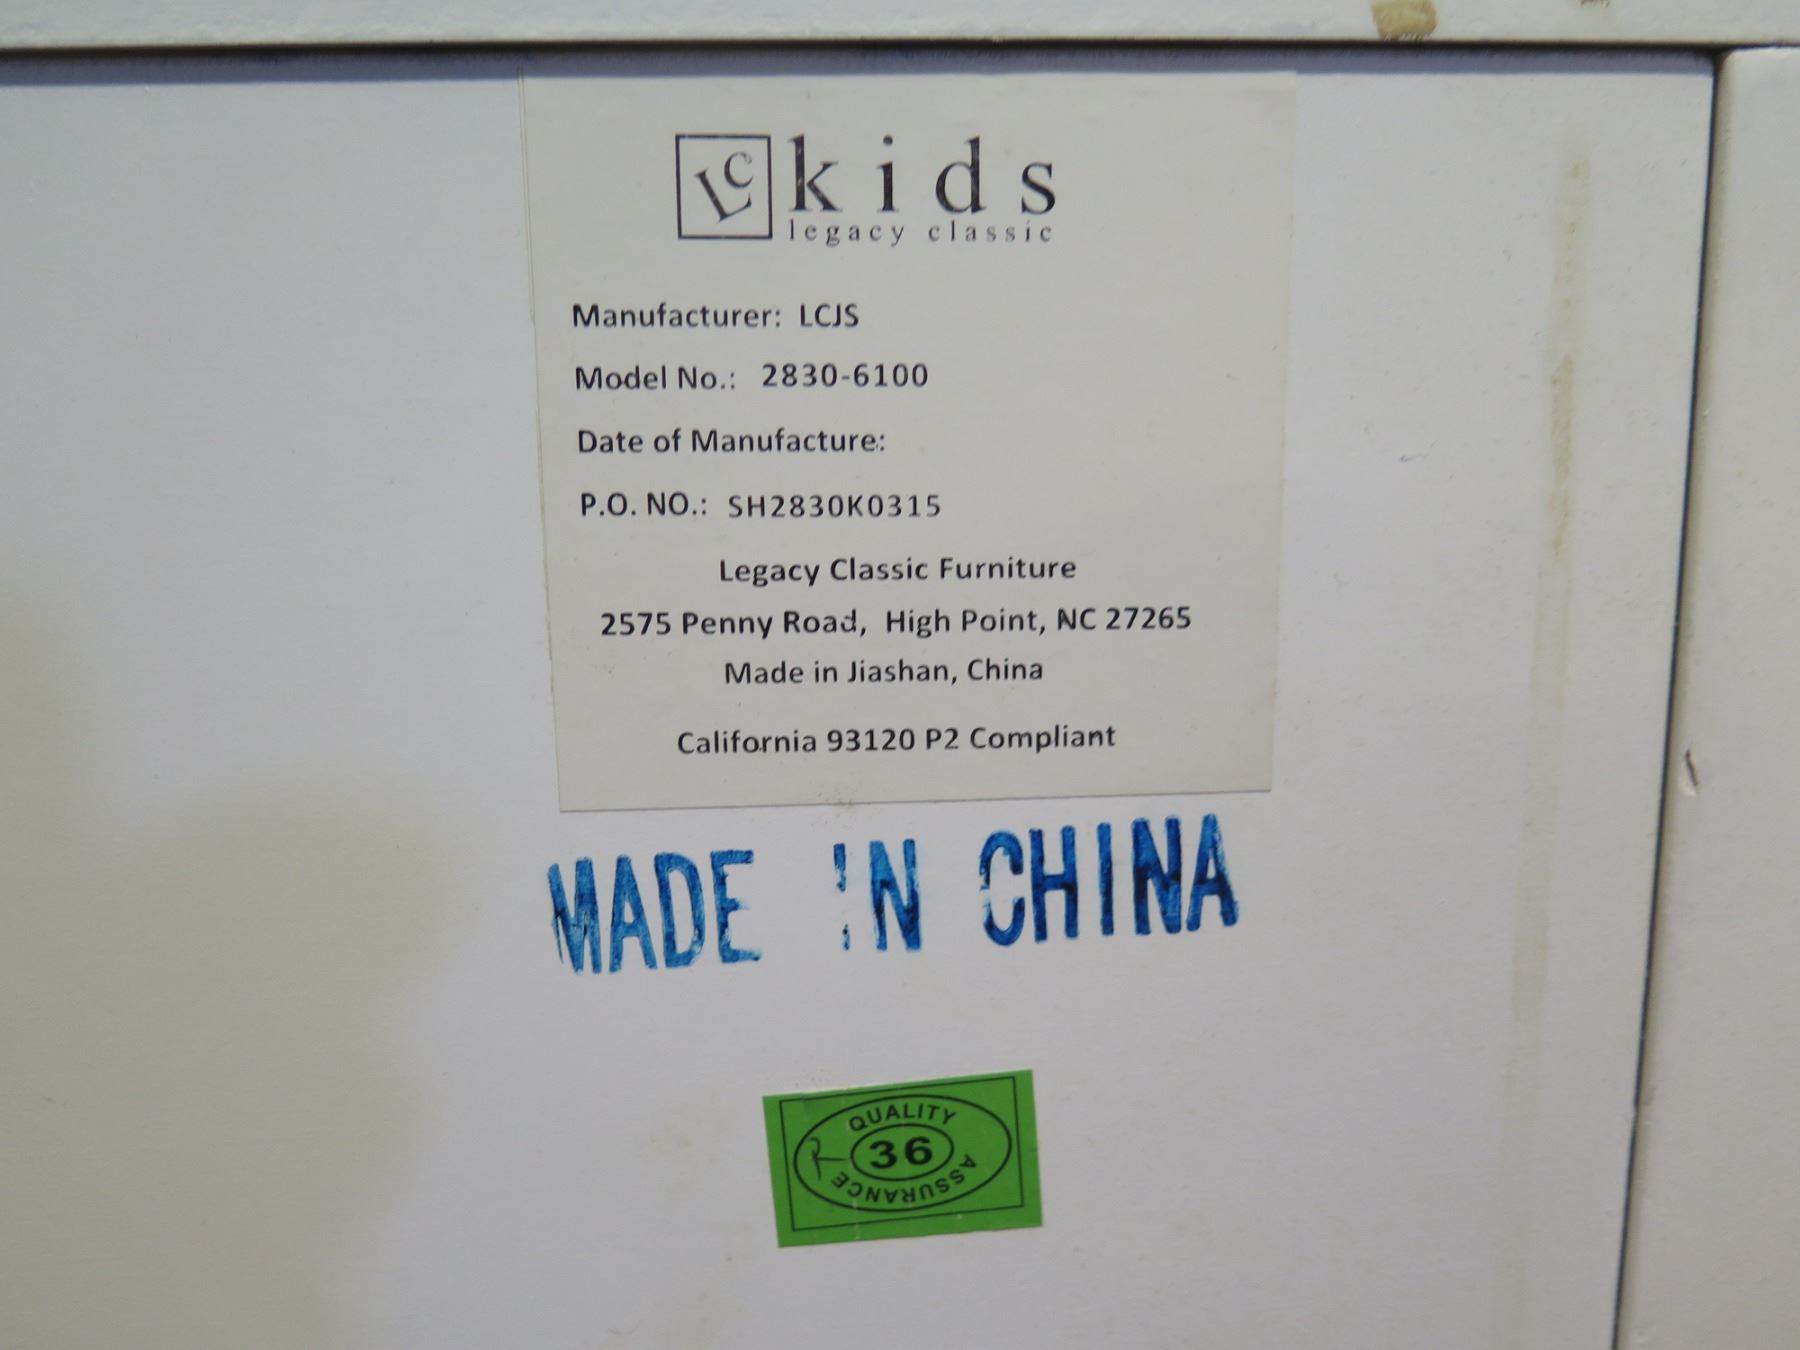 LC kids
legacy classic
Manufacturer: LCJS
Model No.: 2830-6100
Date of Manufacture:
P.O. NO.: SH2830K0315
Legacy Classic Furniture
2575 Penny Road, High Point, NC 27265
Made in Jiashan, China
California 93120 P2 Compliant
MADE IN CHINA
QUALITY
R 36
ASSURANCE